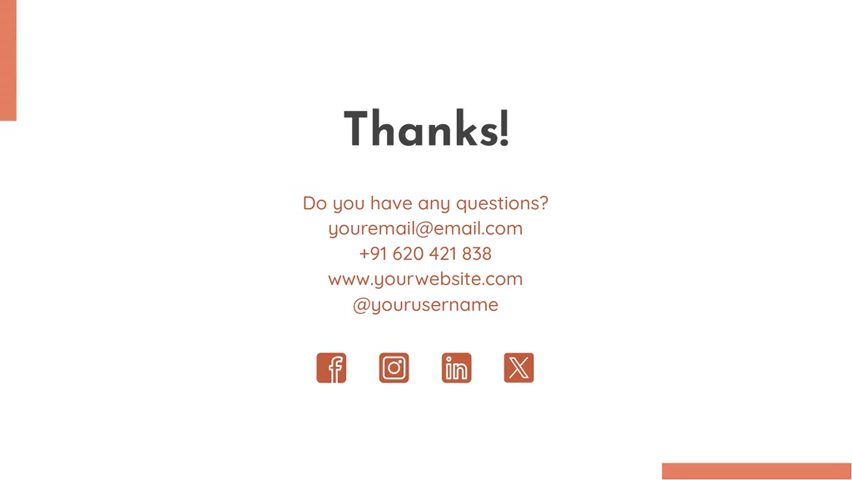 Thanks!
Do you have any questions?
youremail@email.com
+91 620 421 838
www.yourwebsite.com
@yourusername